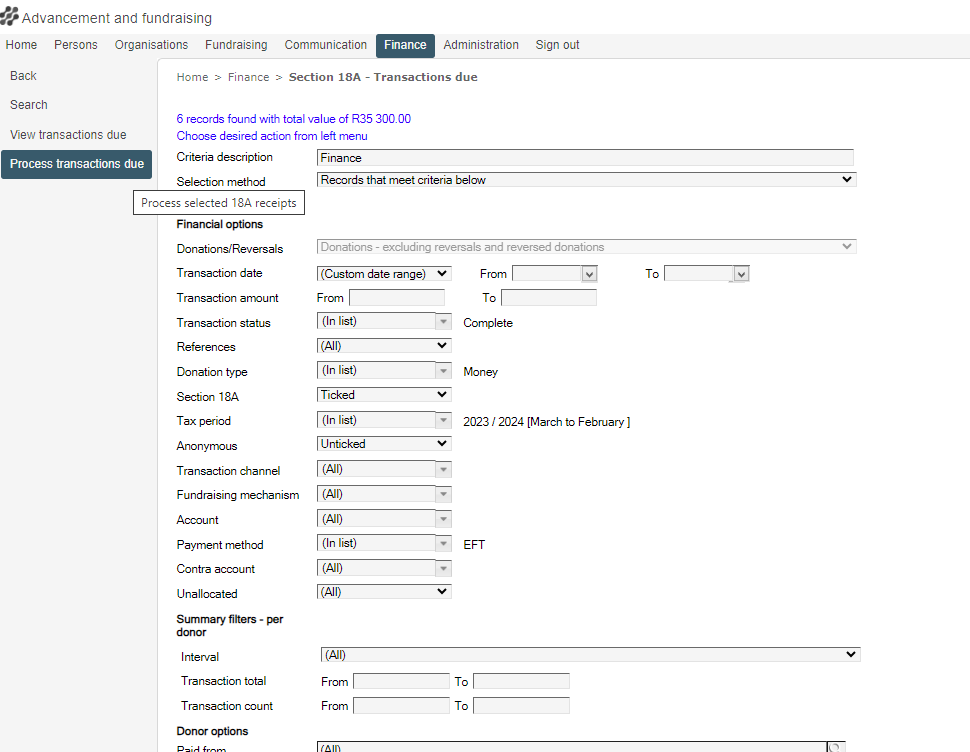 Advancement and fundraising
Home Persons Organisations Fundraising Communication Finance Administration Sign out
Back
Search
View transactions due
Process transactions due
Process selected 18A receipts
Home > Finance > Section 18A - Transactions due
6 records found with total value of R35 300.00
Choose desired action from left menu
Criteria description Finance
Selection method Records that meet criteria below
Financial options
Donations/Reversals Donations - excluding reversals and reversed donations
Transaction date (Custom date range) From To
Transaction amount From To
Transaction status (In list) Complete
References (All)
Donation type (In list) Money
Section 18A Ticked
Tax period (In list) 2023 / 2024 [March to February ]
Anonymous Unticked
Transaction channel (All)
Fundraising mechanism (All)
Account (All)
Payment method (In list) EFT
Contra account (All)
Unallocated (All)
Summary filters - per
donor
Interval (All)
Transaction total From To
Transaction count From To
Donor options
Paid from (All)